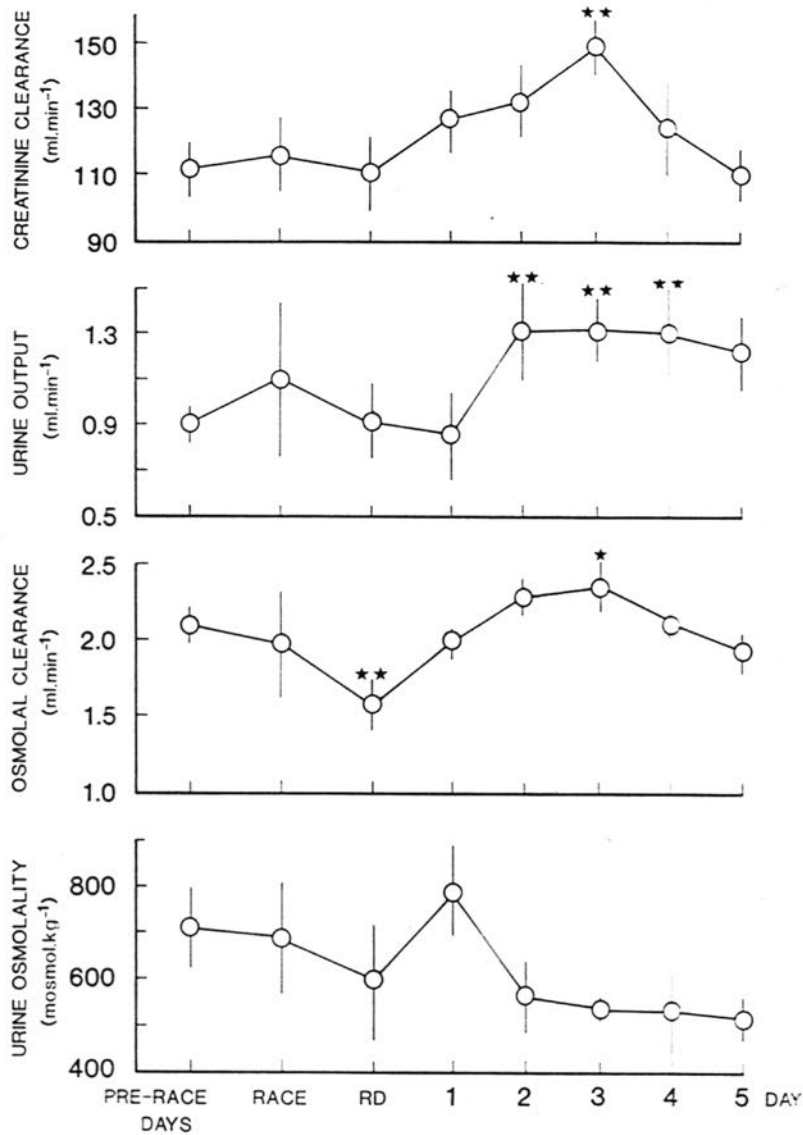 CREATININE CLEARANCE
(ml.min⁻¹)
150
130
110
90
★★
URINE OUTPUT
(ml.min⁻¹)
1.3
0.9
0.5
★★
★★
★★
OSMOLAL CLEARANCE
(ml.min⁻¹)
2.5
2.0
1.5
1.0
★★
★
URINE OSMOLALITY
(mosmol.kg⁻¹)
800
600
400
PRE-RACE RACE RD 1 2 3 4 5 DAY
DAYS